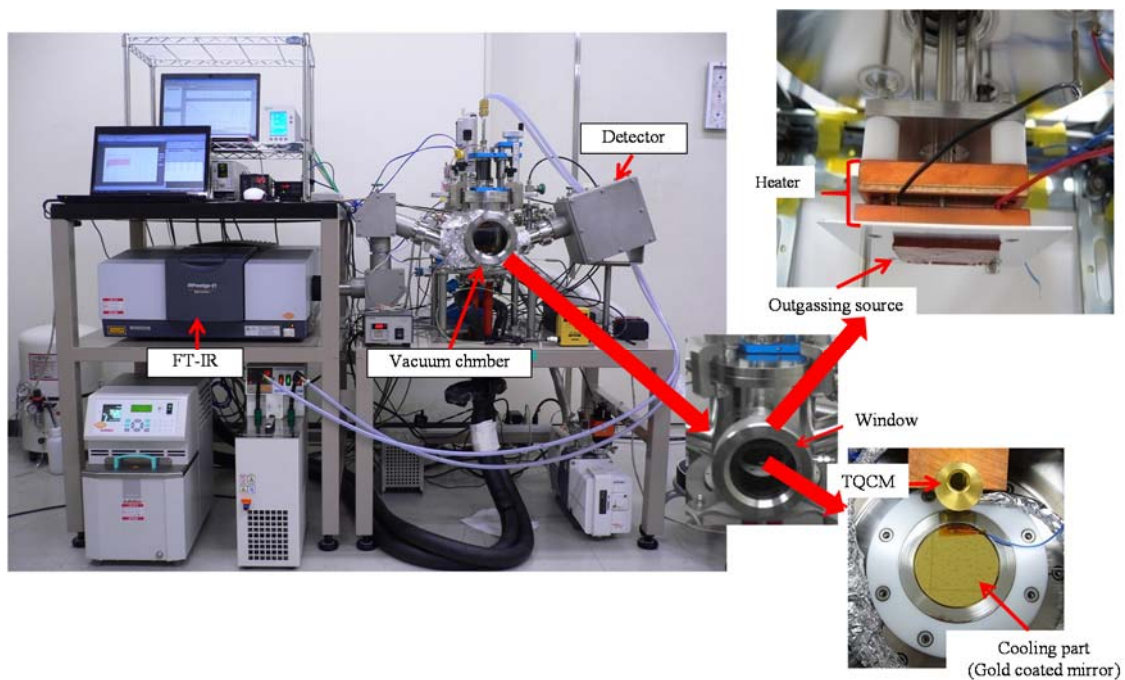 Detector
Heater
Outgassing source
FT-IR
Vacuum chmber
Window
TQCM
Cooling part
(Gold coated mirror)